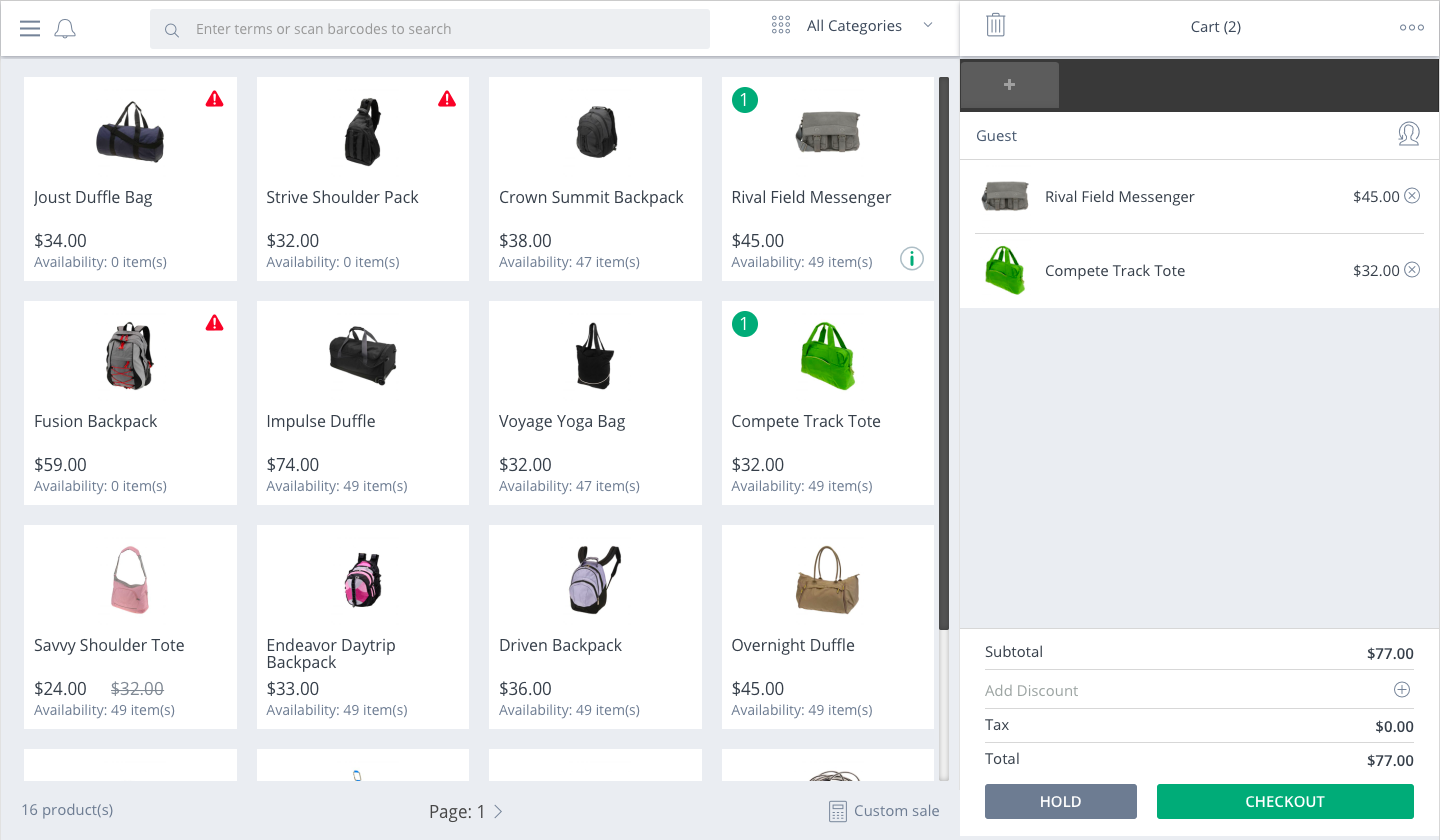 Enter terms or scan barcodes to search
All Categories
Cart (2)
Guest
1
Joust Duffle Bag
$34.00
Availability: 0 item(s)
Strive Shoulder Pack
$32.00
Availability: 0 item(s)
Crown Summit Backpack
$38.00
Availability: 47 item(s)
Rival Field Messenger
$45.00
Availability: 49 item(s)
1
Fusion Backpack
$59.00
Availability: 0 item(s)
Impulse Duffle
$74.00
Availability: 49 item(s)
Voyage Yoga Bag
$32.00
Availability: 47 item(s)
Compete Track Tote
$32.00
Availability: 49 item(s)
Savvy Shoulder Tote
$24.00 $32.00
Availability: 49 item(s)
Endeavor Daytrip
Backpack
$33.00
Availability: 49 item(s)
Driven Backpack
$36.00
Availability: 49 item(s)
Overnight Duffle
$45.00
Availability: 49 item(s)
16 product(s)
Page: 1
Custom sale
Rival Field Messenger $45.00
Compete Track Tote $32.00
Subtotal $77.00
Add Discount
Tax $0.00
Total $77.00
HOLD
CHECKOUT